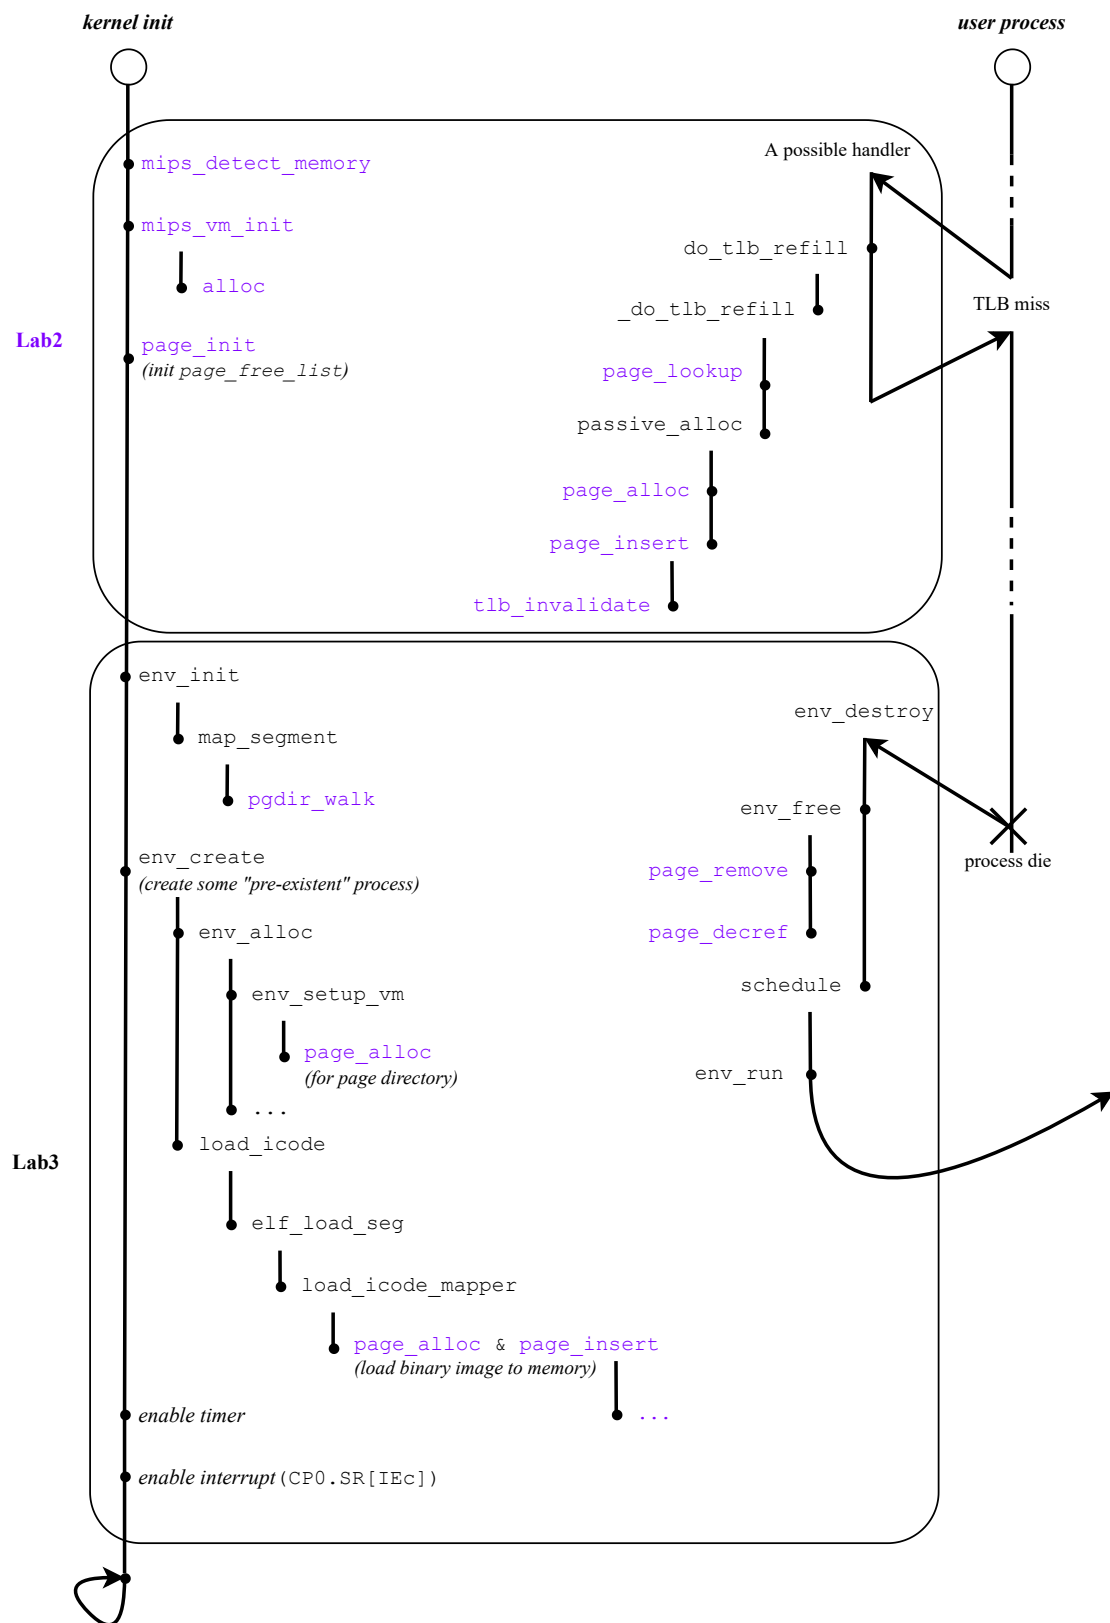 kernel init
user process
A possible handler
mips_detect_memory
mips_vm_init
alloc
do_tlb_refill
TLB miss
_do_tlb_refill
Lab2
page_init
(init page_free_list)
page_lookup
passive_alloc
page_alloc
page_insert
tlb_invalidate
env_init
map_segment
pgdir_walk
env_destroy
env_free
process die
env_create
(create some "pre-existent" process)
page_remove
env_alloc
page_decref
env_setup_vm
schedule
page_alloc
(for page directory)
env_run
...
load_icode
Lab3
elf_load_seg
load_icode_mapper
page_alloc & page_insert
(load binary image to memory)
enable timer
...
enable interrupt(CP0.SR[IEc])